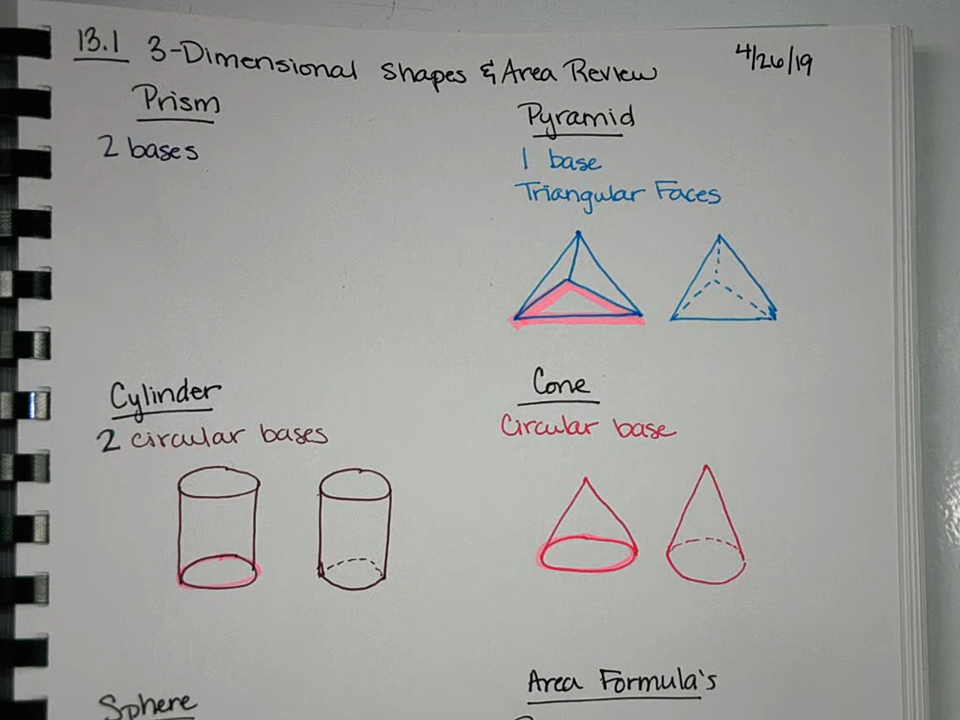 13.1 3-Dimensional Shapes & Area Review 4/26/19
Prism
2 bases
Pyramid
1 base
Triangular Faces
Cylinder
2 circular bases
Cone
Circular base
Sphere
Area Formula's